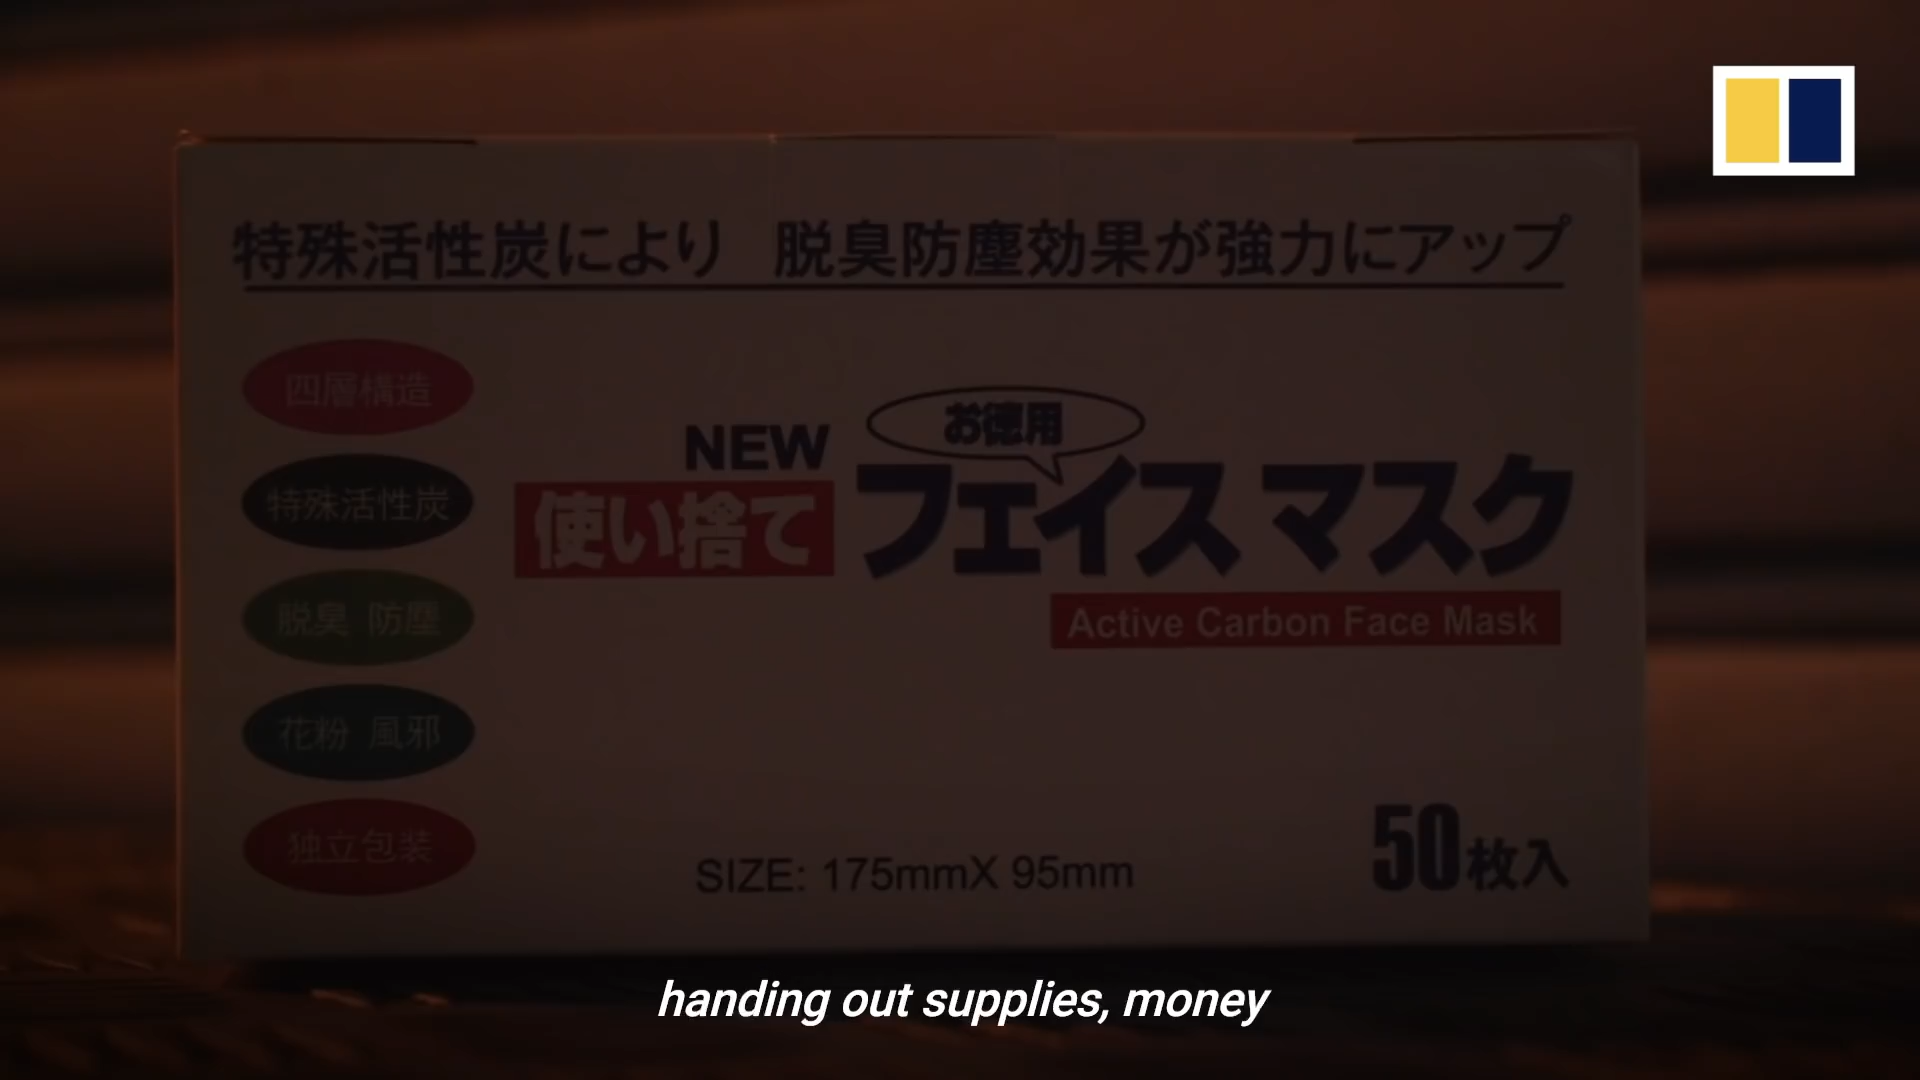 特殊活性炭により 脱臭防塵効果が強力にアップ
四層構造
特殊活性炭
脱臭 防塵
花粉 風邪
独立包装
お徳用
NEW
使い捨て フェイスマスク
Active Carbon Face Mask
SIZE: 175mmX 95mm
50枚入
handing out supplies, money